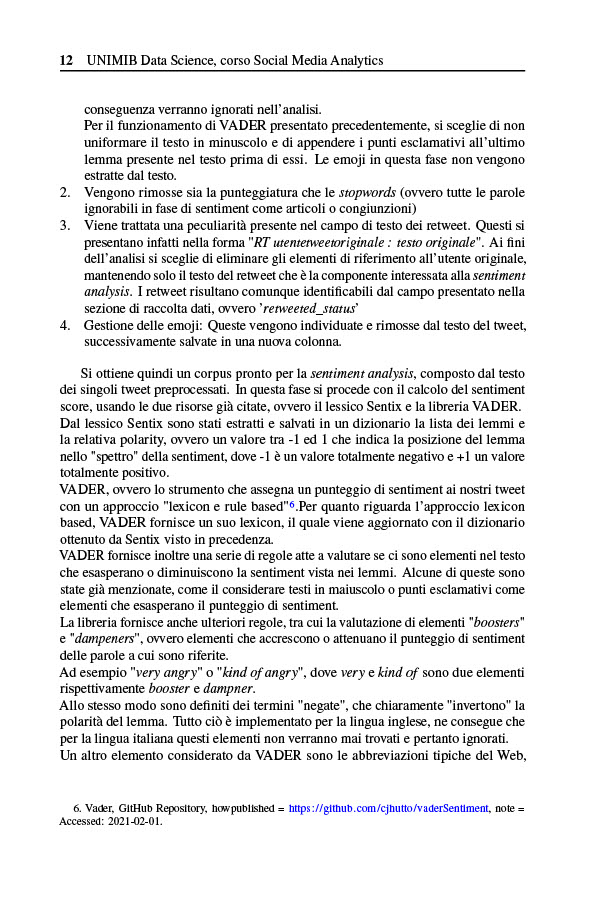 12 UNIMIB Data Science, corso Social Media Analytics
conseguenza verranno ignorati nell'analisi.
Per il funzionamento di VADER presentato precedentemente, si sceglie di non
uniformare il testo in minuscolo e di appendere i punti esclamativi all'ultimo
lemma presente nel testo prima di essi. Le emoji in questa fase non vengono
estratte dal testo.
2. Vengono rimosse sia la punteggiatura che le stopwords (ovvero tutte le parole
ignorabili in fase di sentiment come articoli o congiunzioni)
3. Viene trattata una peculiarità presente nel campo di testo dei retweet. Questi si
presentano infatti nella forma "RT utentetweetoriginale : testo originale". Ai fini
dell'analisi si sceglie di eliminare gli elementi di riferimento all'utente originale,
mantenendo solo il testo del retweet che è la componente interessata alla sentiment
analysis. I retweet risultano comunque identificabili dal campo presentato nella
sezione di raccolta dati, ovvero 'retweeted_status'
4. Gestione delle emoji: Queste vengono individuate e rimosse dal testo del tweet,
successivamente salvate in una nuova colonna.
Si ottiene quindi un corpus pronto per la sentiment analysis, composto dal testo
dei singoli tweet preprocessati. In questa fase si procede con il calcolo del sentiment
score, usando le due risorse già citate, ovvero il lessico Sentix e la libreria VADER.
Dal lessico Sentix sono stati estratti e salvati in un dizionario la lista dei lemmi e
la relativa polarity, ovvero un valore tra -1 ed 1 che indica la posizione del lemma
nello "spettro" della sentiment, dove -1 è un valore totalmente negativo e +1 un valore
totalmente positivo.
VADER, ovvero lo strumento che assegna un punteggio di sentiment ai nostri tweet
con un approccio "lexicon e rule based"6.Per quanto riguarda l'approccio lexicon
based, VADER fornisce un suo lexicon, il quale viene aggiornato con il dizionario
ottenuto da Sentix visto in precedenza.
VADER fornisce inoltre una serie di regole atte a valutare se ci sono elementi nel testo
che esasperano o diminuiscono la sentiment vista nei lemmi. Alcune di queste sono
state già menzionate, come il considerare testi in maiuscolo o punti esclamativi come
elementi che esasperano il punteggio di sentiment.
La libreria fornisce anche ulteriori regole, tra cui la valutazione di elementi "boosters"
e "dampeners", ovvero elementi che accrescono o attenuano il punteggio di sentiment
delle parole a cui sono riferite.
Ad esempio "very angry" o "kind of angry", dove very e kind of sono due elementi
rispettivamente booster e dampner.
Allo stesso modo sono definiti dei termini "negate", che chiaramente "invertono" la
polarità del lemma. Tutto ciò è implementato per la lingua inglese, ne consegue che
per la lingua italiana questi elementi non verranno mai trovati e pertanto ignorati.
Un altro elemento considerato da VADER sono le abbreviazioni tipiche del Web,
6. Vader, GitHub Repository, howpublished = https://github.com/cjhutto/vaderSentiment, note =
Accessed: 2021-02-01.